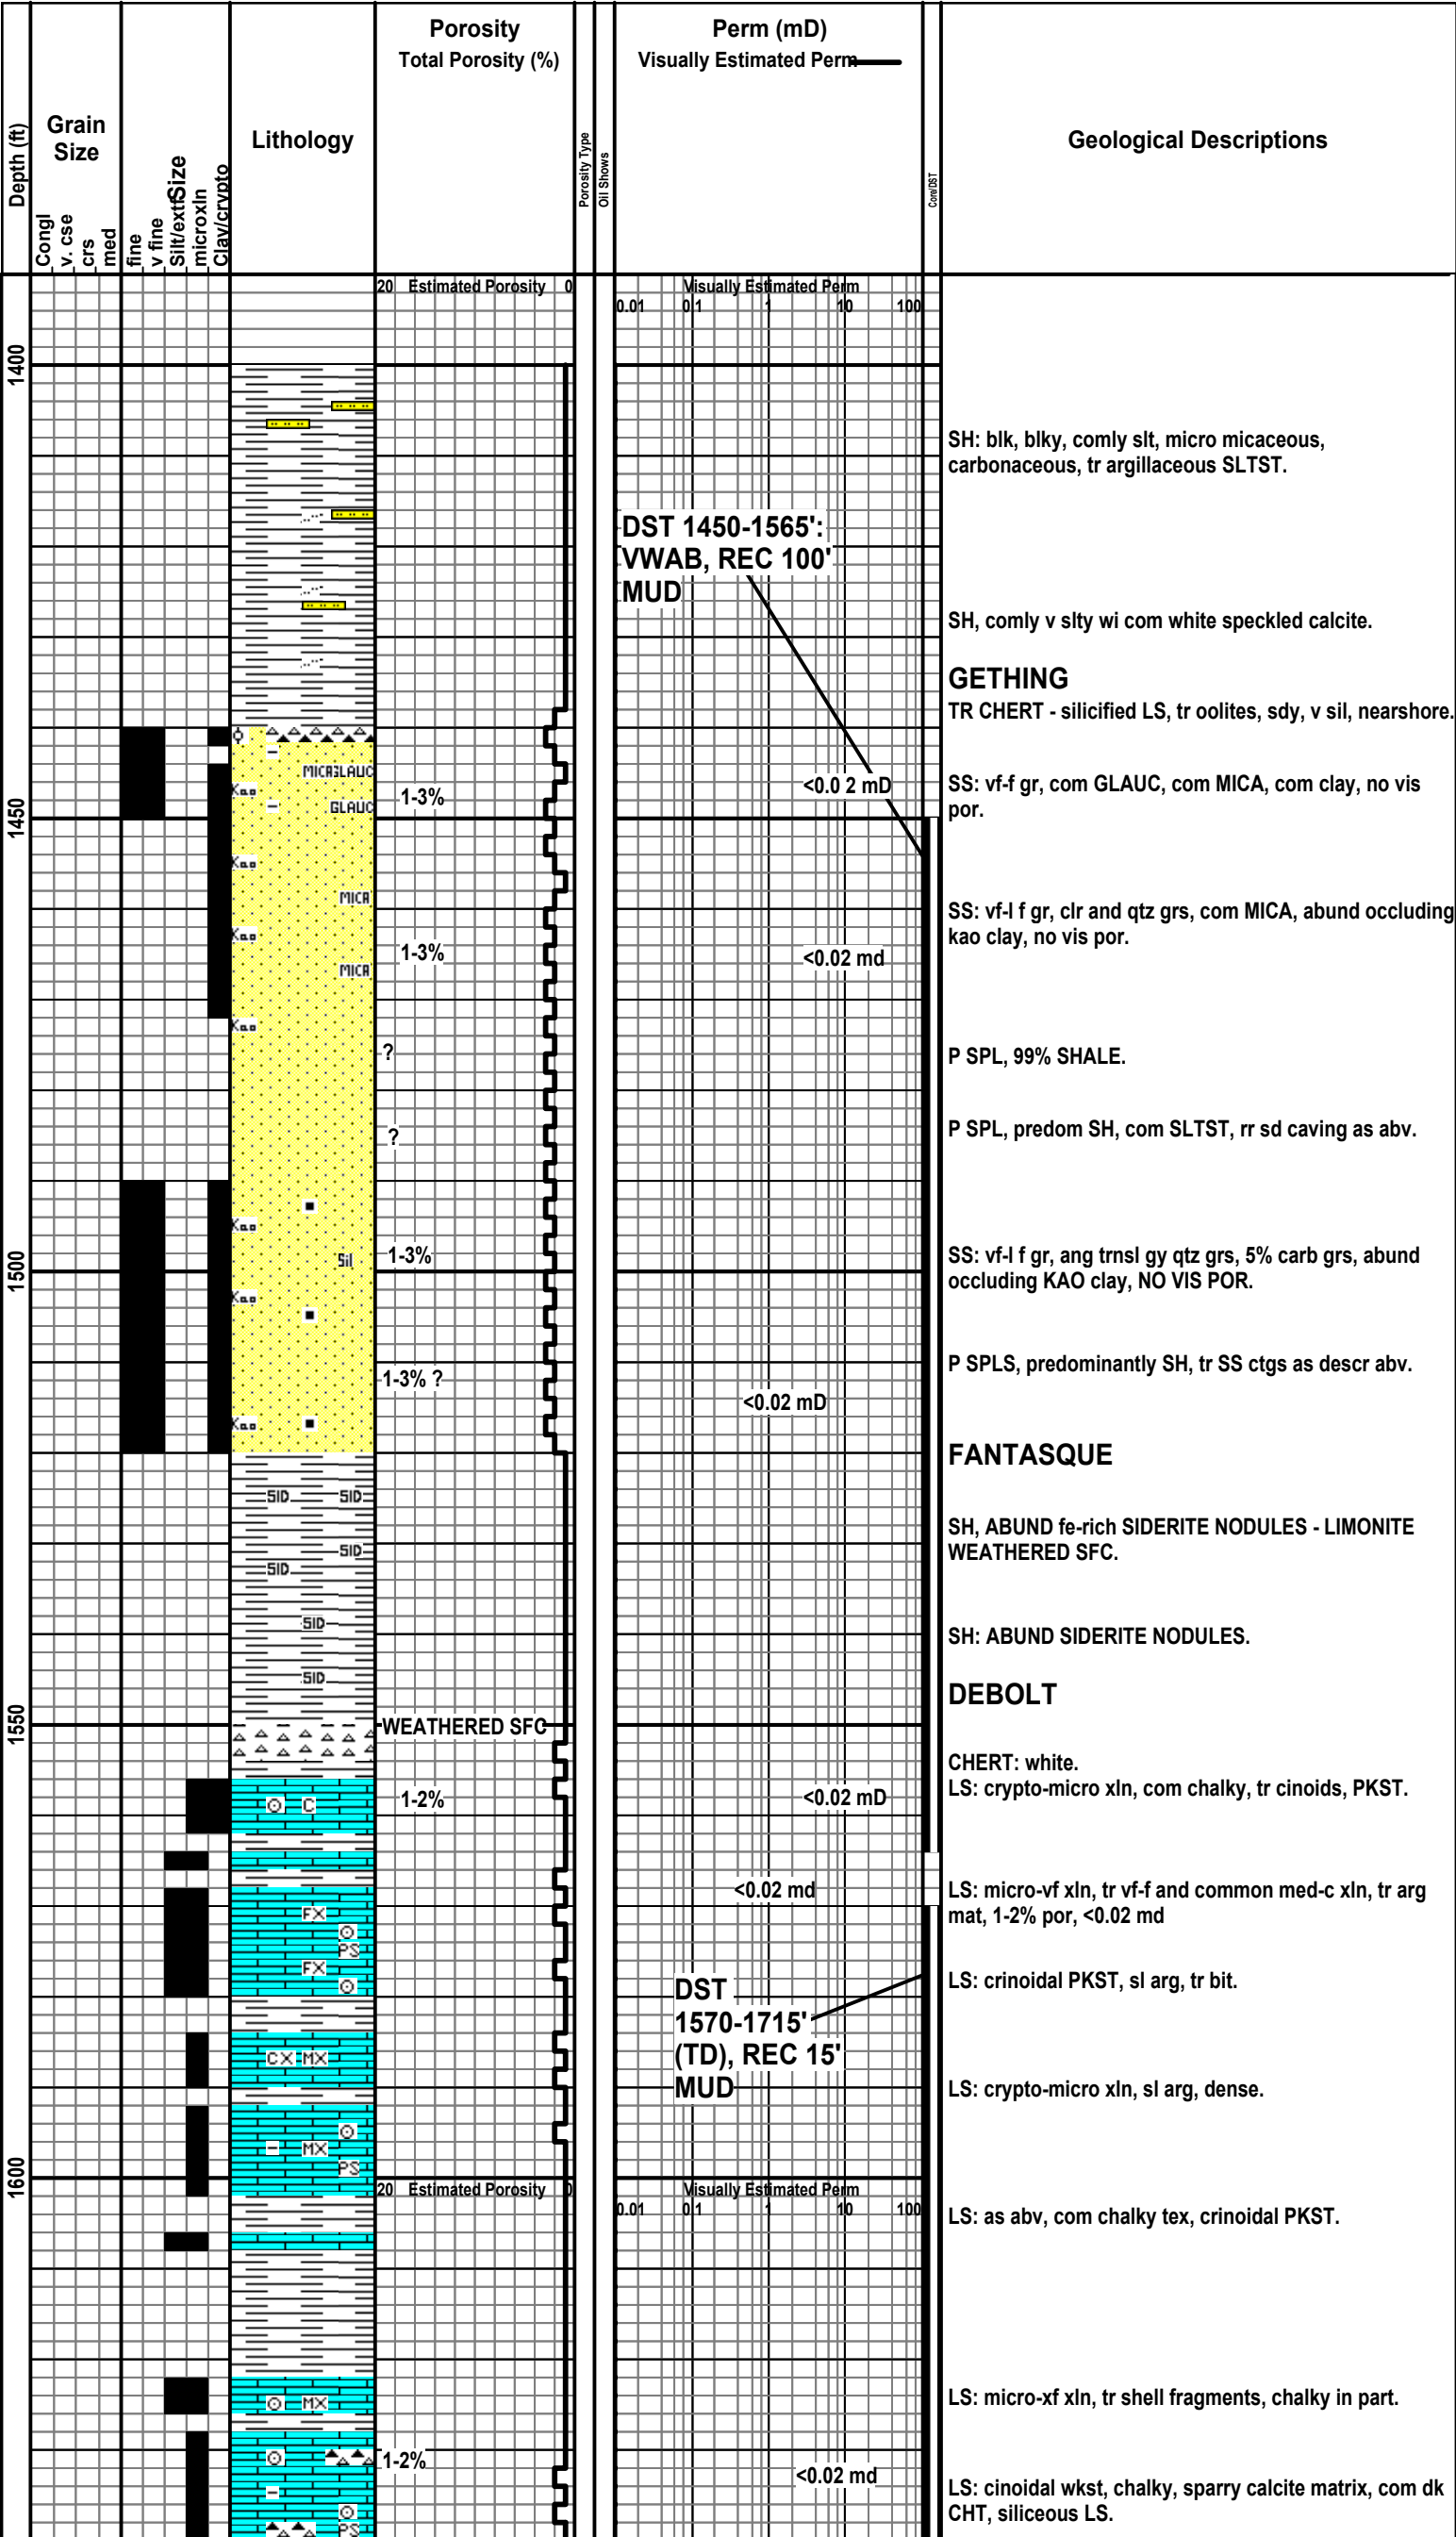 Porosity
Total Porosity (%)
Perm (mD)
Visually Estimated Perm
Depth (ft)
Grain
Size
Size
Lithology
Porosity Type
Oil Shows
Core/DST
Geological Descriptions
Congl
v. cse
crs
med
fine
v fine
Silt/extf
microxln
Clay/crypto
20 Estimated Porosity 0
Visually Estimated Perm
0.01 0.1 1 10 100
1400
SH: blk, blky, comly slt, micro micaceous,
carbonaceous, tr argillaceous SLTST.
DST 1450-1565':
VWAB, REC 100'
MUD
SH, comly v slty wi com white speckled calcite.
GETHING
TR CHERT - silicified LS, tr oolites, sdy, v sil, nearshore.
MICA GLAUC
Kao
1-3%
<0.0 2 mD
SS: vf-f gr, com GLAUC, com MICA, com clay, no vis
por.
GLAUC
1450
Kao
MICA
SS: vf-l f gr, clr and qtz grs, com MICA, abund occluding
kao clay, no vis por.
Kao
1-3%
<0.02 md
MICA
Kao
?
P SPL, 99% SHALE.
?
P SPL, predom SH, com SLTST, rr sd caving as abv.
Kao
Sil
1-3%
1500
SS: vf-l f gr, ang trnsl gy qtz grs, 5% carb grs, abund
occluding KAO clay, NO VIS POR.
Kao
P SPLS, predominantly SH, tr SS ctgs as descr abv.
1-3% ?
<0.02 mD
Kao
FANTASQUE
SID SID
SH, ABUND fe-rich SIDERITE NODULES - LIMONITE
WEATHERED SFC.
SID
SID
SID
SH: ABUND SIDERITE NODULES.
SID
DEBOLT
1550
WEATHERED SFC
CHERT: white.
LS: crypto-micro xln, com chalky, tr cinoids, PKST.
C
1-2%
<0.02 mD
<0.02 md
LS: micro-vf xln, tr vf-f and common med-c xln, tr arg
mat, 1-2% por, <0.02 md
FX
PS
FX
LS: crinoidal PKST, sl arg, tr bit.
DST
1570-1715'
(TD), REC 15'
MUD
CX MX
LS: crypto-micro xln, sl arg, dense.
MX
PS
1600
20 Estimated Porosity 0
Visually Estimated Perm
0.01 0.1 1 10 100
LS: as abv, com chalky tex, crinoidal PKST.
MX
LS: micro-xf xln, tr shell fragments, chalky in part.
1-2%
<0.02 md
LS: cinoidal wkst, chalky, sparry calcite matrix, com dk
CHT, siliceous LS.
PS